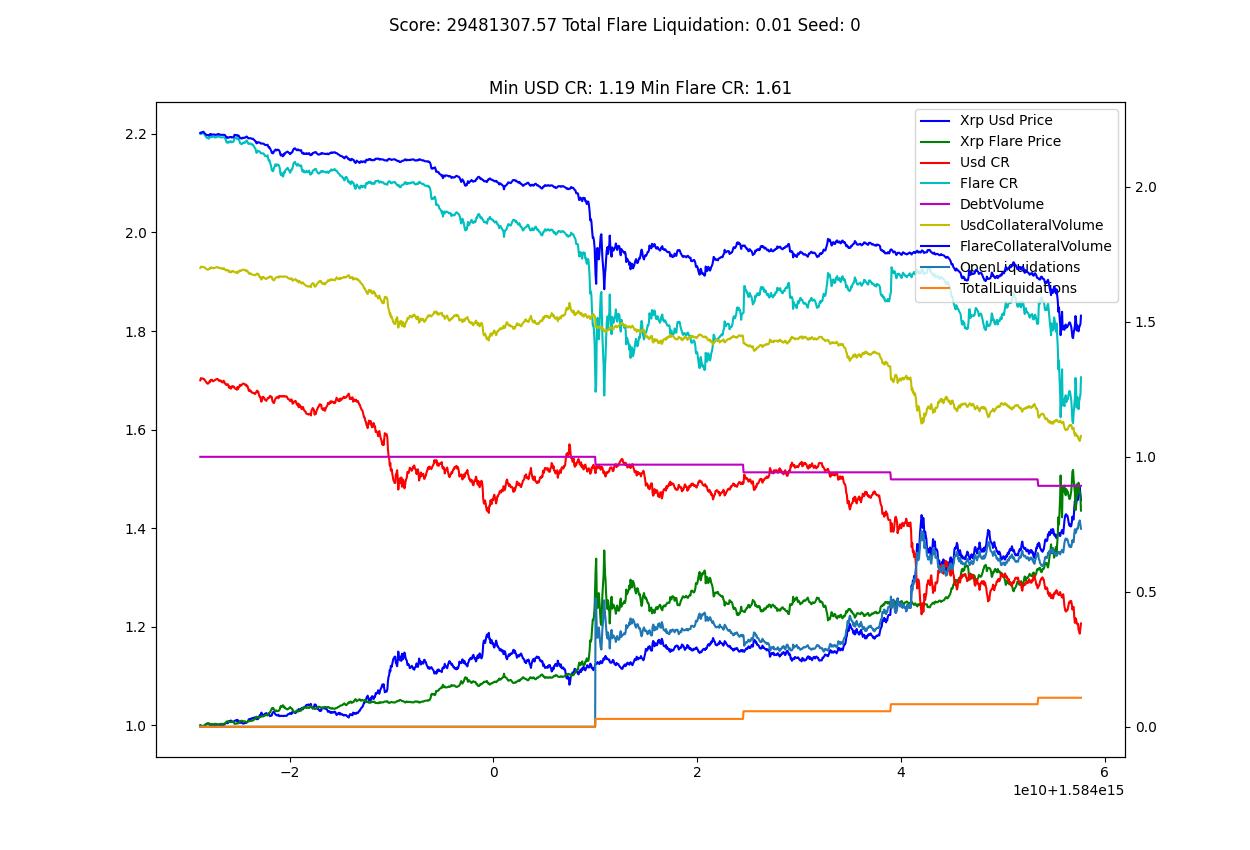 Score: 29481307.57 Total Flare Liquidation: 0.01 Seed: 0
Min USD CR: 1.19 Min Flare CR: 1.61
Xrp Usd Price
Xrp Flare Price
Usd CR
Flare CR
DebtVolume
UsdCollateralVolume
FlareCollateralVolume
OpenLiquidations
TotalLiquidations
2.2
2.0
1.8
1.6
1.4
1.2
1.0
2.0
1.5
1.0
0.5
0.0
−2
0
2
4
6
1e10+1.584e15